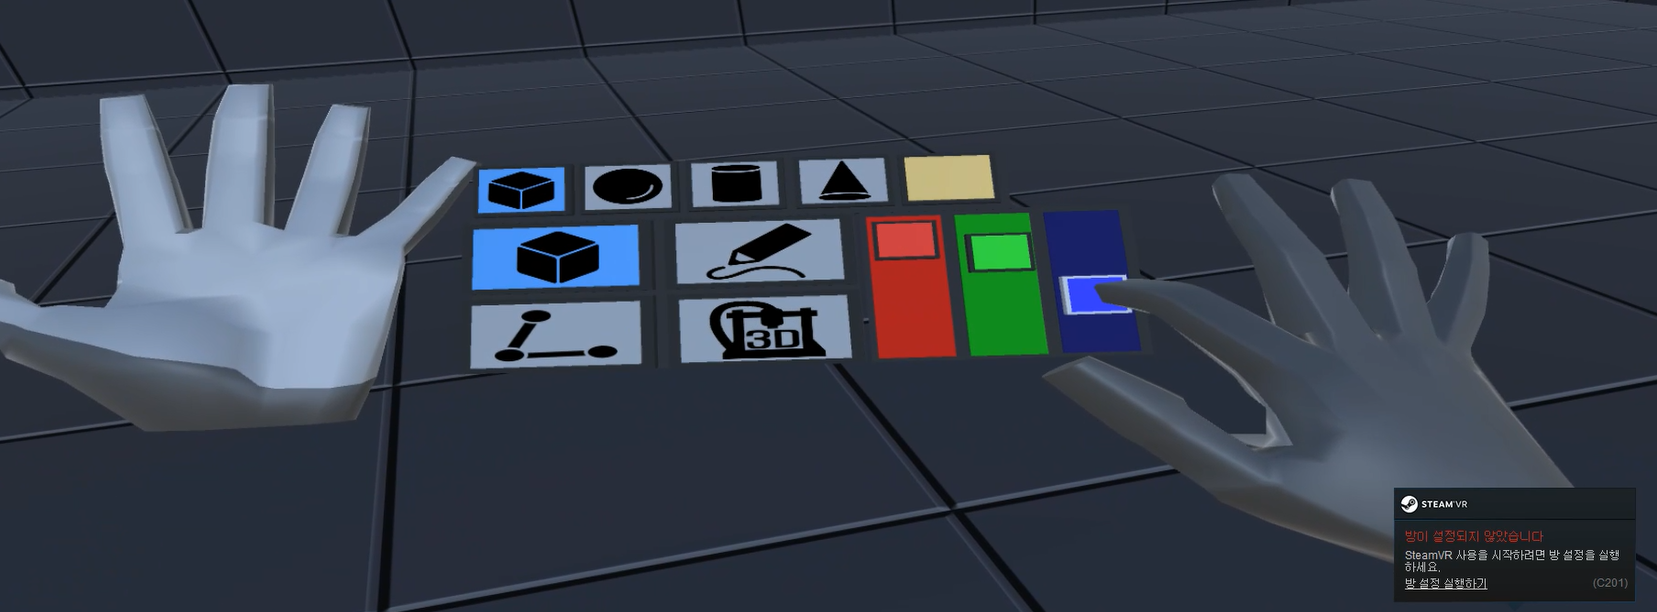 3D
STEAM VR
방이 설정되지 않았습니다
SteamVR 사용을 시작하려면 방 설정을 실행
하세요.
방 설정 실행하기
(C201)